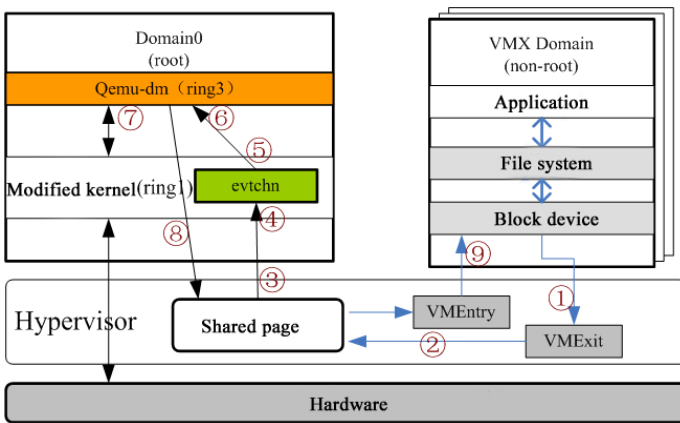 Domain0
(root)
Qemu-dm（ring3）
⑦
⑥
⑤
Modified kernel(ring1)
evtchn
④
⑧
③
VMX Domain
(non-root)
Application
File system
Block device
⑨
①
Hypervisor
Shared page
VMEntry
②
VMExit
Hardware